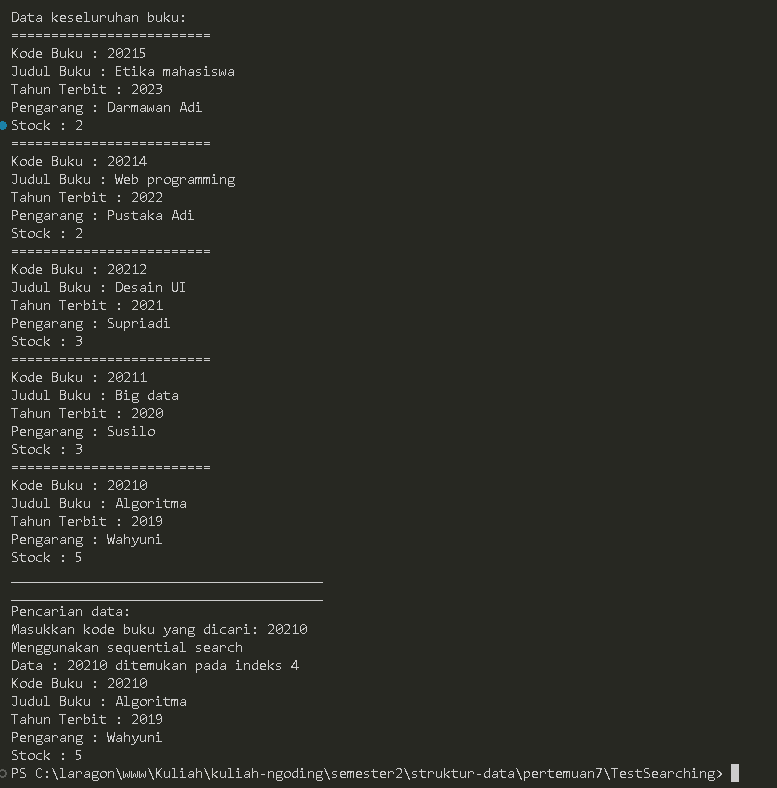 Data keseluruhan buku:
=========================
Kode Buku : 20215
Judul Buku : Etika mahasiswa
Tahun Terbit : 2023
Pengarang : Darmawan Adi
Stock : 2
=========================
Kode Buku : 20214
Judul Buku : Web programming
Tahun Terbit : 2022
Pengarang : Pustaka Adi
Stock : 2
=========================
Kode Buku : 20212
Judul Buku : Desain UI
Tahun Terbit : 2021
Pengarang : Supriadi
Stock : 3
=========================
Kode Buku : 20211
Judul Buku : Big data
Tahun Terbit : 2020
Pengarang : Susilo
Stock : 3
=========================
Kode Buku : 20210
Judul Buku : Algoritma
Tahun Terbit : 2019
Pengarang : Wahyuni
Stock : 5
_______________________________________
_______________________________________
Pencarian data:
Masukkan kode buku yang dicari: 20210
Menggunakan sequential search
Data : 20210 ditemukan pada indeks 4
Kode Buku : 20210
Judul Buku : Algoritma
Tahun Terbit : 2019
Pengarang : Wahyuni
Stock : 5
PS C:\laragon\www\Kuliah\kuliah-ngoding\semester2\struktur-data\pertemuan7\TestSearching>